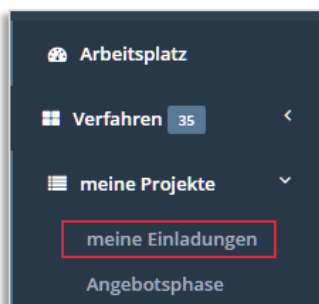 Arbeitsplatz
Verfahren 35
meine Projekte
meine Einladungen
Angebotsphase